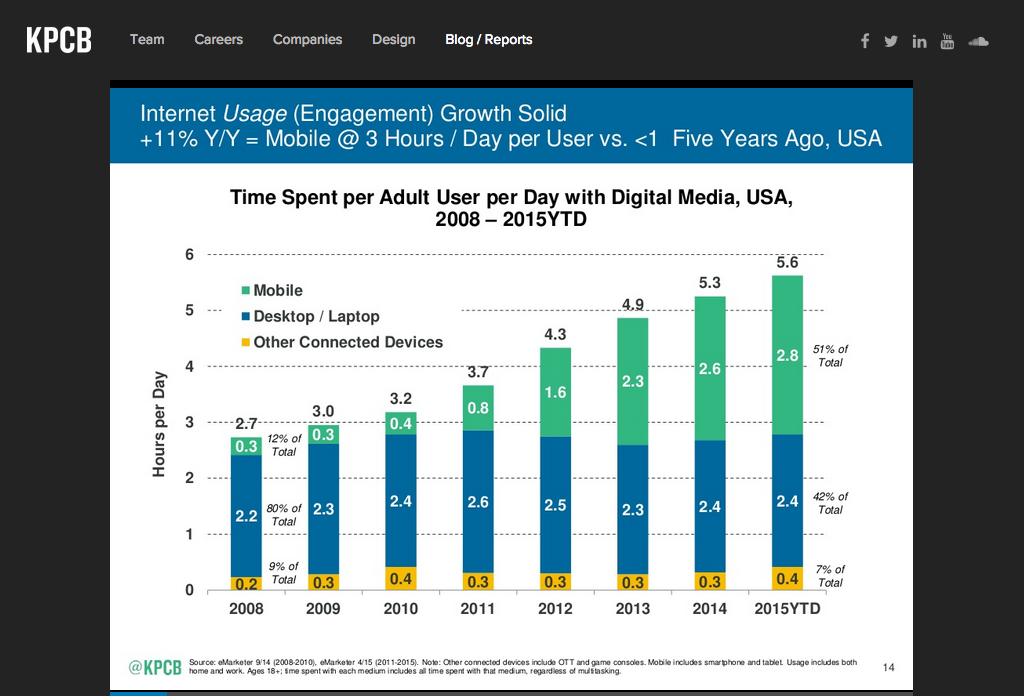 KPCB Team Careers Companies Design Blog / Reports
You Tube
Internet Usage (Engagement) Growth Solid
+11% Y/Y = Mobile @ 3 Hours / Day per User vs. <1 Five Years Ago, USA
Time Spent per Adult User per Day with Digital Media, USA,
2008 – 2015YTD
Hours per Day
6
5
4
3
2
1
0
Mobile
Desktop / Laptop
Other Connected Devices
2.7 3.0 3.2 3.7 4.3 4.9 5.3 5.6
0.3 0.3 0.4 0.8 1.6 2.3 2.6 2.8
2.2 2.3 2.4 2.6 2.5 2.3 2.4 2.4
0.2 0.3 0.4 0.3 0.3 0.3 0.3 0.4
12% of
Total
80% of
Total
9% of
Total
51% of
Total
42% of
Total
7% of
Total
2008 2009 2010 2011 2012 2013 2014 2015YTD
@KPCB
Source: eMarketer 9/14 (2008-2010), eMarketer 4/15 (2011-2015). Note: Other connected devices include OTT and game consoles. Mobile includes smartphone and tablet. Usage includes both
home and work. Ages 18+; time spent with each medium includes all time spent with that medium, regardless of multitasking.
14